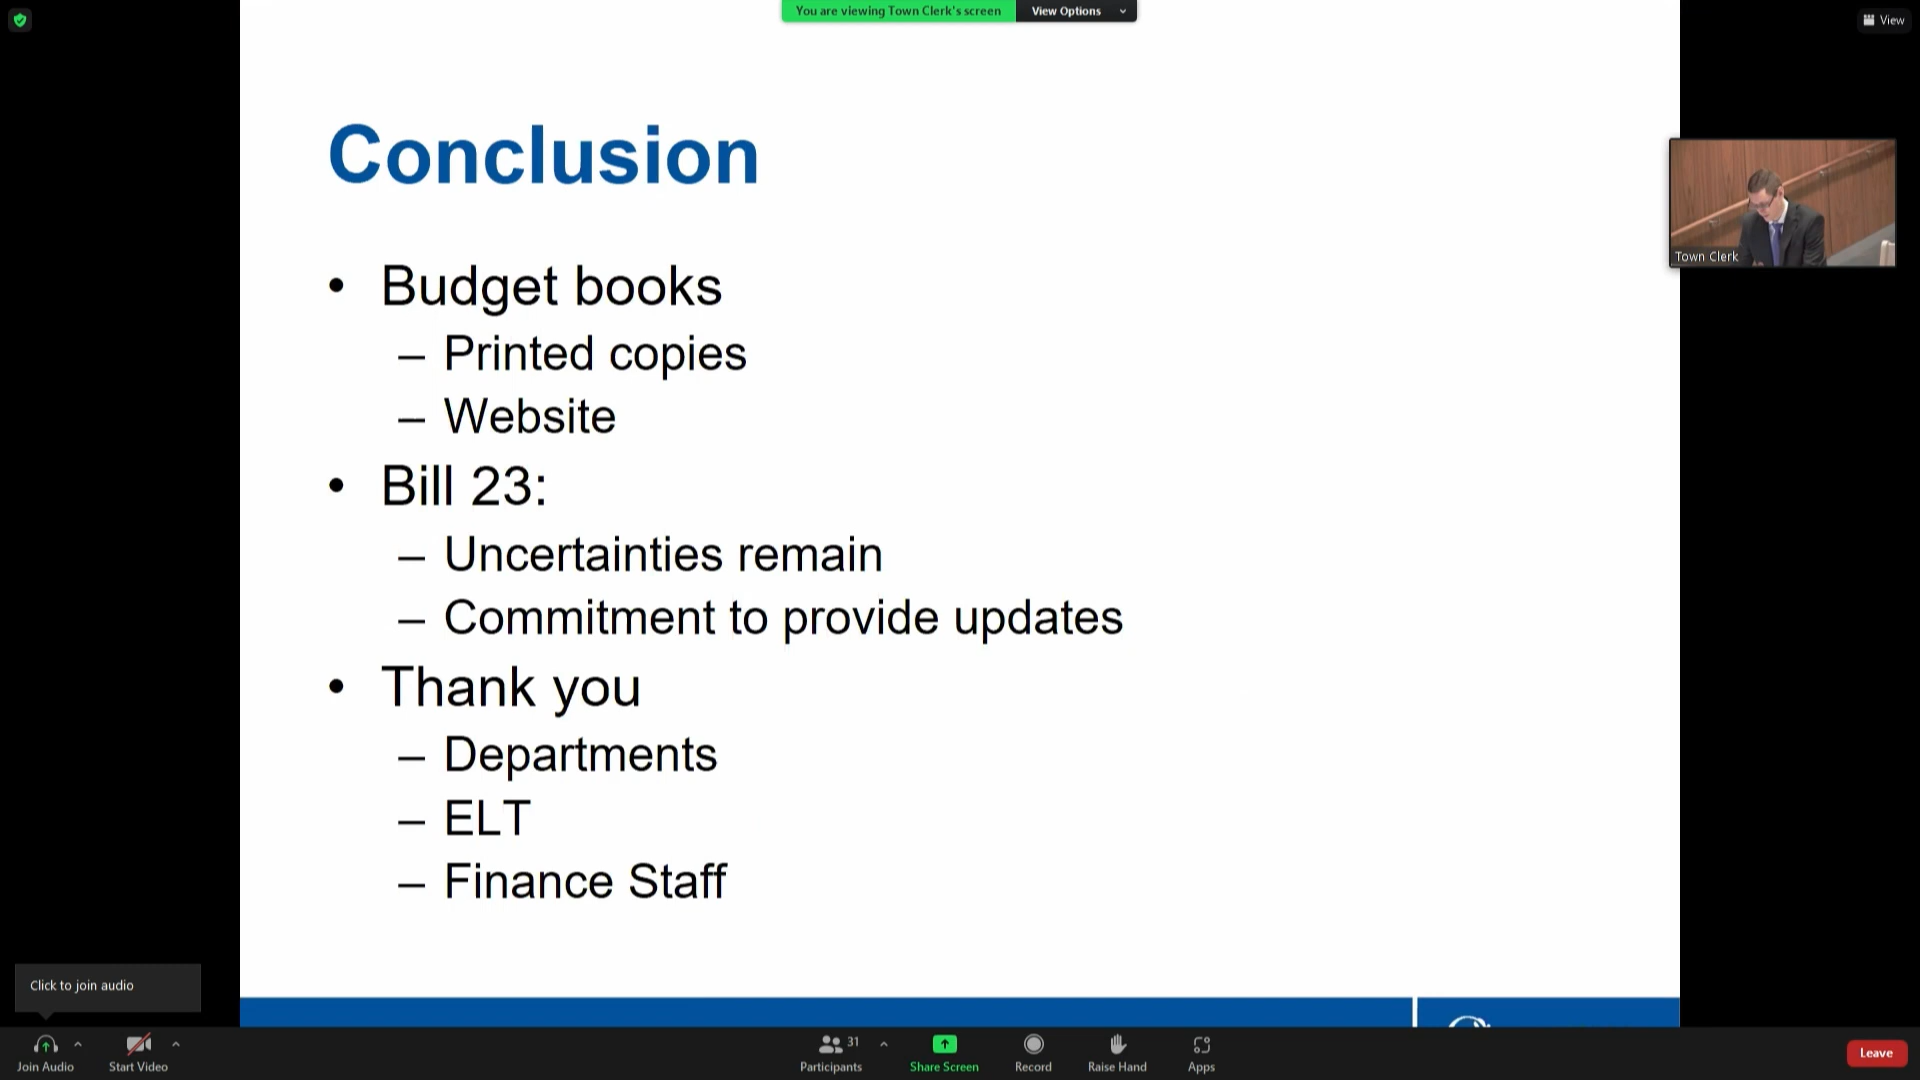 You are viewing Town Clerk's screen
View Options
View
Conclusion
• Budget books
– Printed copies
– Website
• Bill 23:
– Uncertainties remain
– Commitment to provide updates
• Thank you
– Departments
– ELT
– Finance Staff
Town Clerk
Click to join audio
Join Audio
Start Video
31
Participants
Share Screen
Record
Raise Hand
Apps
Leave